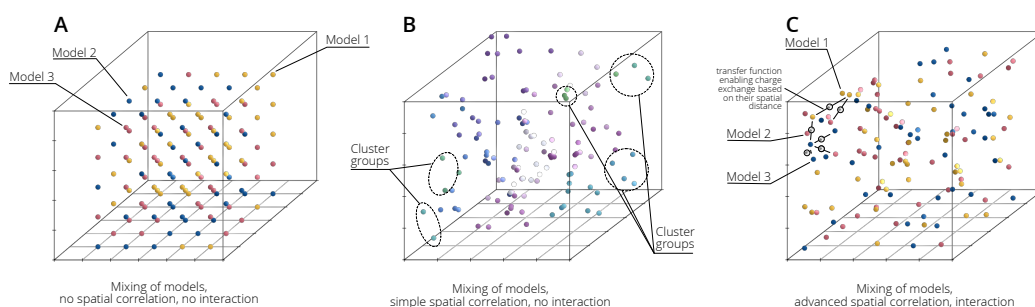 A
Model 1
Model 2
Model 3
Mixing of models,
no spatial correlation, no interaction
B
Cluster
groups
Cluster
groups
Mixing of models,
simple spatial correlation, no interaction
C
Model 1
transfer function
enabling charge
exchange based
on their spatial
distance
Model 2
Model 3
Mixing of models,
advanced spatial correlation, interaction